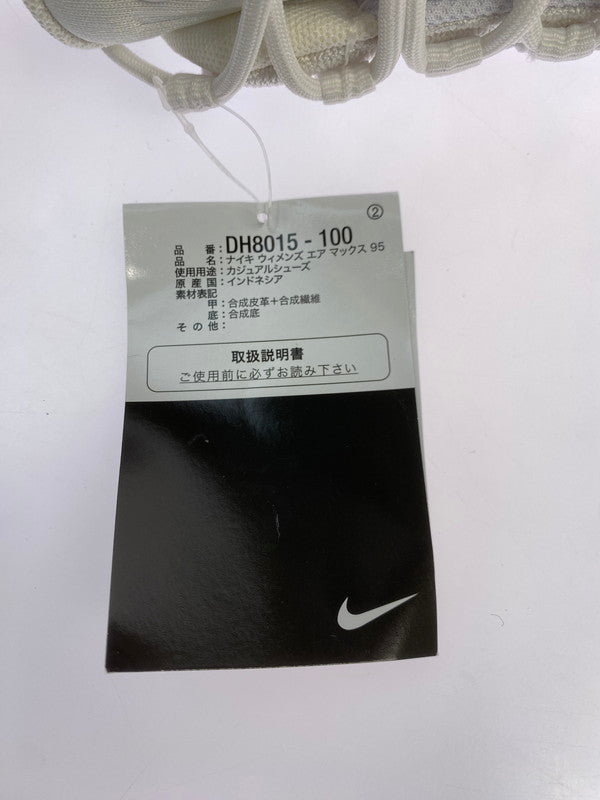 ②
品 番：DH8015 - 100
品 名：ナイキ ウィメンズ エア マックス 95
使用用途：カジュアルシューズ
原 産 国：インドネシア
素材表記
甲：合成皮革＋合成繊維
底：合成底
そ の 他：
取扱説明書
ご使用前に必ずお読み下さい